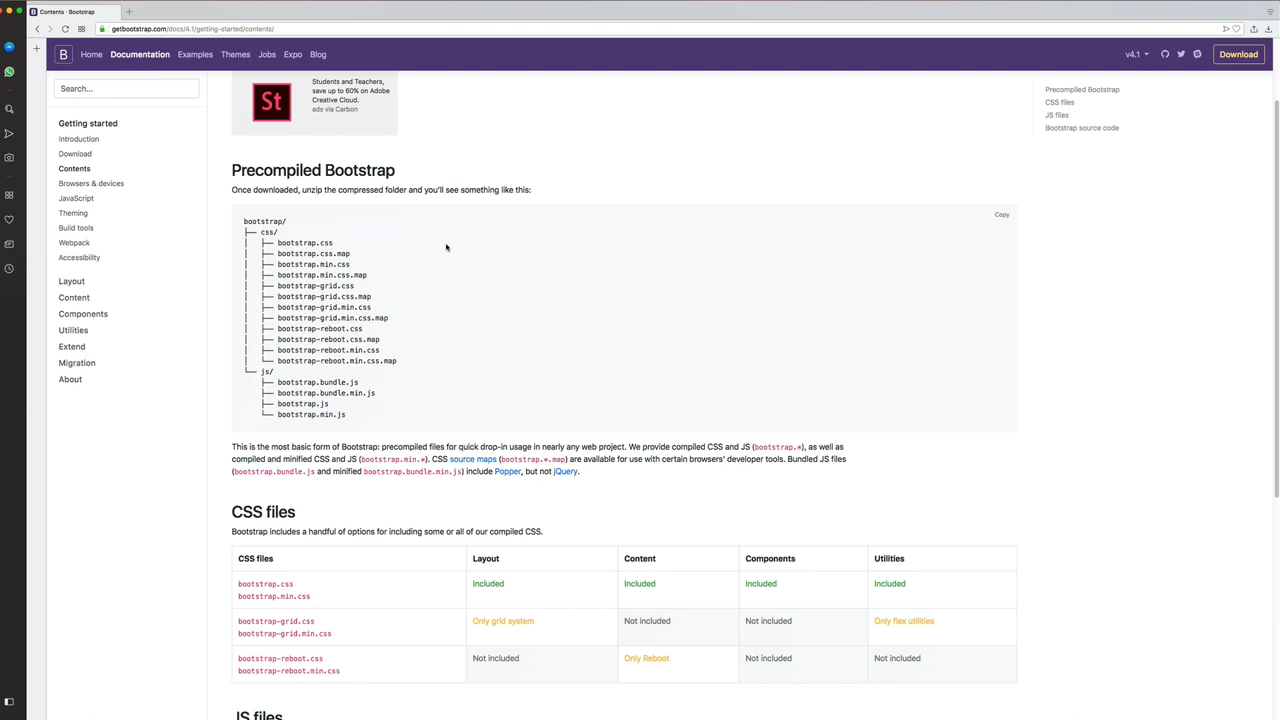 Contents · Bootstrap
getbootstrap.com/docs/4.1/getting-started/contents/
B Home Documentation Examples Themes Jobs Expo Blog v4.1 Download
Search...
Getting started
Introduction
Download
Contents
Browsers & devices
JavaScript
Theming
Build tools
Webpack
Accessibility
Layout
Content
Components
Utilities
Extend
Migration
About
St
Students and Teachers,
save up to 60% on Adobe
Creative Cloud.
ads via Carbon
Precompiled Bootstrap
Once downloaded, unzip the compressed folder and you'll see something like this:
Copy
bootstrap/
├── css/
│   ├── bootstrap.css
│   ├── bootstrap.css.map
│   ├── bootstrap.min.css
│   ├── bootstrap.min.css.map
│   ├── bootstrap-grid.css
│   ├── bootstrap-grid.css.map
│   ├── bootstrap-grid.min.css
│   ├── bootstrap-grid.min.css.map
│   ├── bootstrap-reboot.css
│   ├── bootstrap-reboot.css.map
│   ├── bootstrap-reboot.min.css
│   └── bootstrap-reboot.min.css.map
└── js/
    ├── bootstrap.bundle.js
    ├── bootstrap.bundle.min.js
    ├── bootstrap.js
    └── bootstrap.min.js
This is the most basic form of Bootstrap: precompiled files for quick drop-in usage in nearly any web project. We provide compiled CSS and JS (bootstrap.*), as well as
compiled and minified CSS and JS (bootstrap.min.*). CSS source maps (bootstrap.*.map) are available for use with certain browsers' developer tools. Bundled JS files
(bootstrap.bundle.js and minified bootstrap.bundle.min.js) include Popper, but not jQuery.
CSS files
Bootstrap includes a handful of options for including some or all of our compiled CSS.
CSS files Layout Content Components Utilities
bootstrap.css Included Included Included Included
bootstrap.min.css
bootstrap-grid.css Only grid system Not included Not included Only flex utilities
bootstrap-grid.min.css
bootstrap-reboot.css Not included Only Reboot Not included Not included
bootstrap-reboot.min.css
JS files
Precompiled Bootstrap
CSS files
JS files
Bootstrap source code